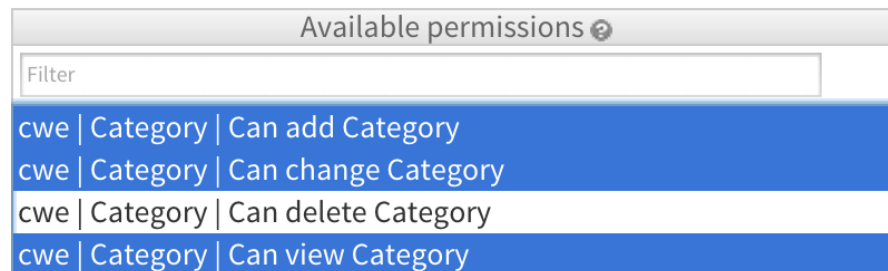 Available permissions
Filter
cwe | Category | Can add Category
cwe | Category | Can change Category
cwe | Category | Can delete Category
cwe | Category | Can view Category